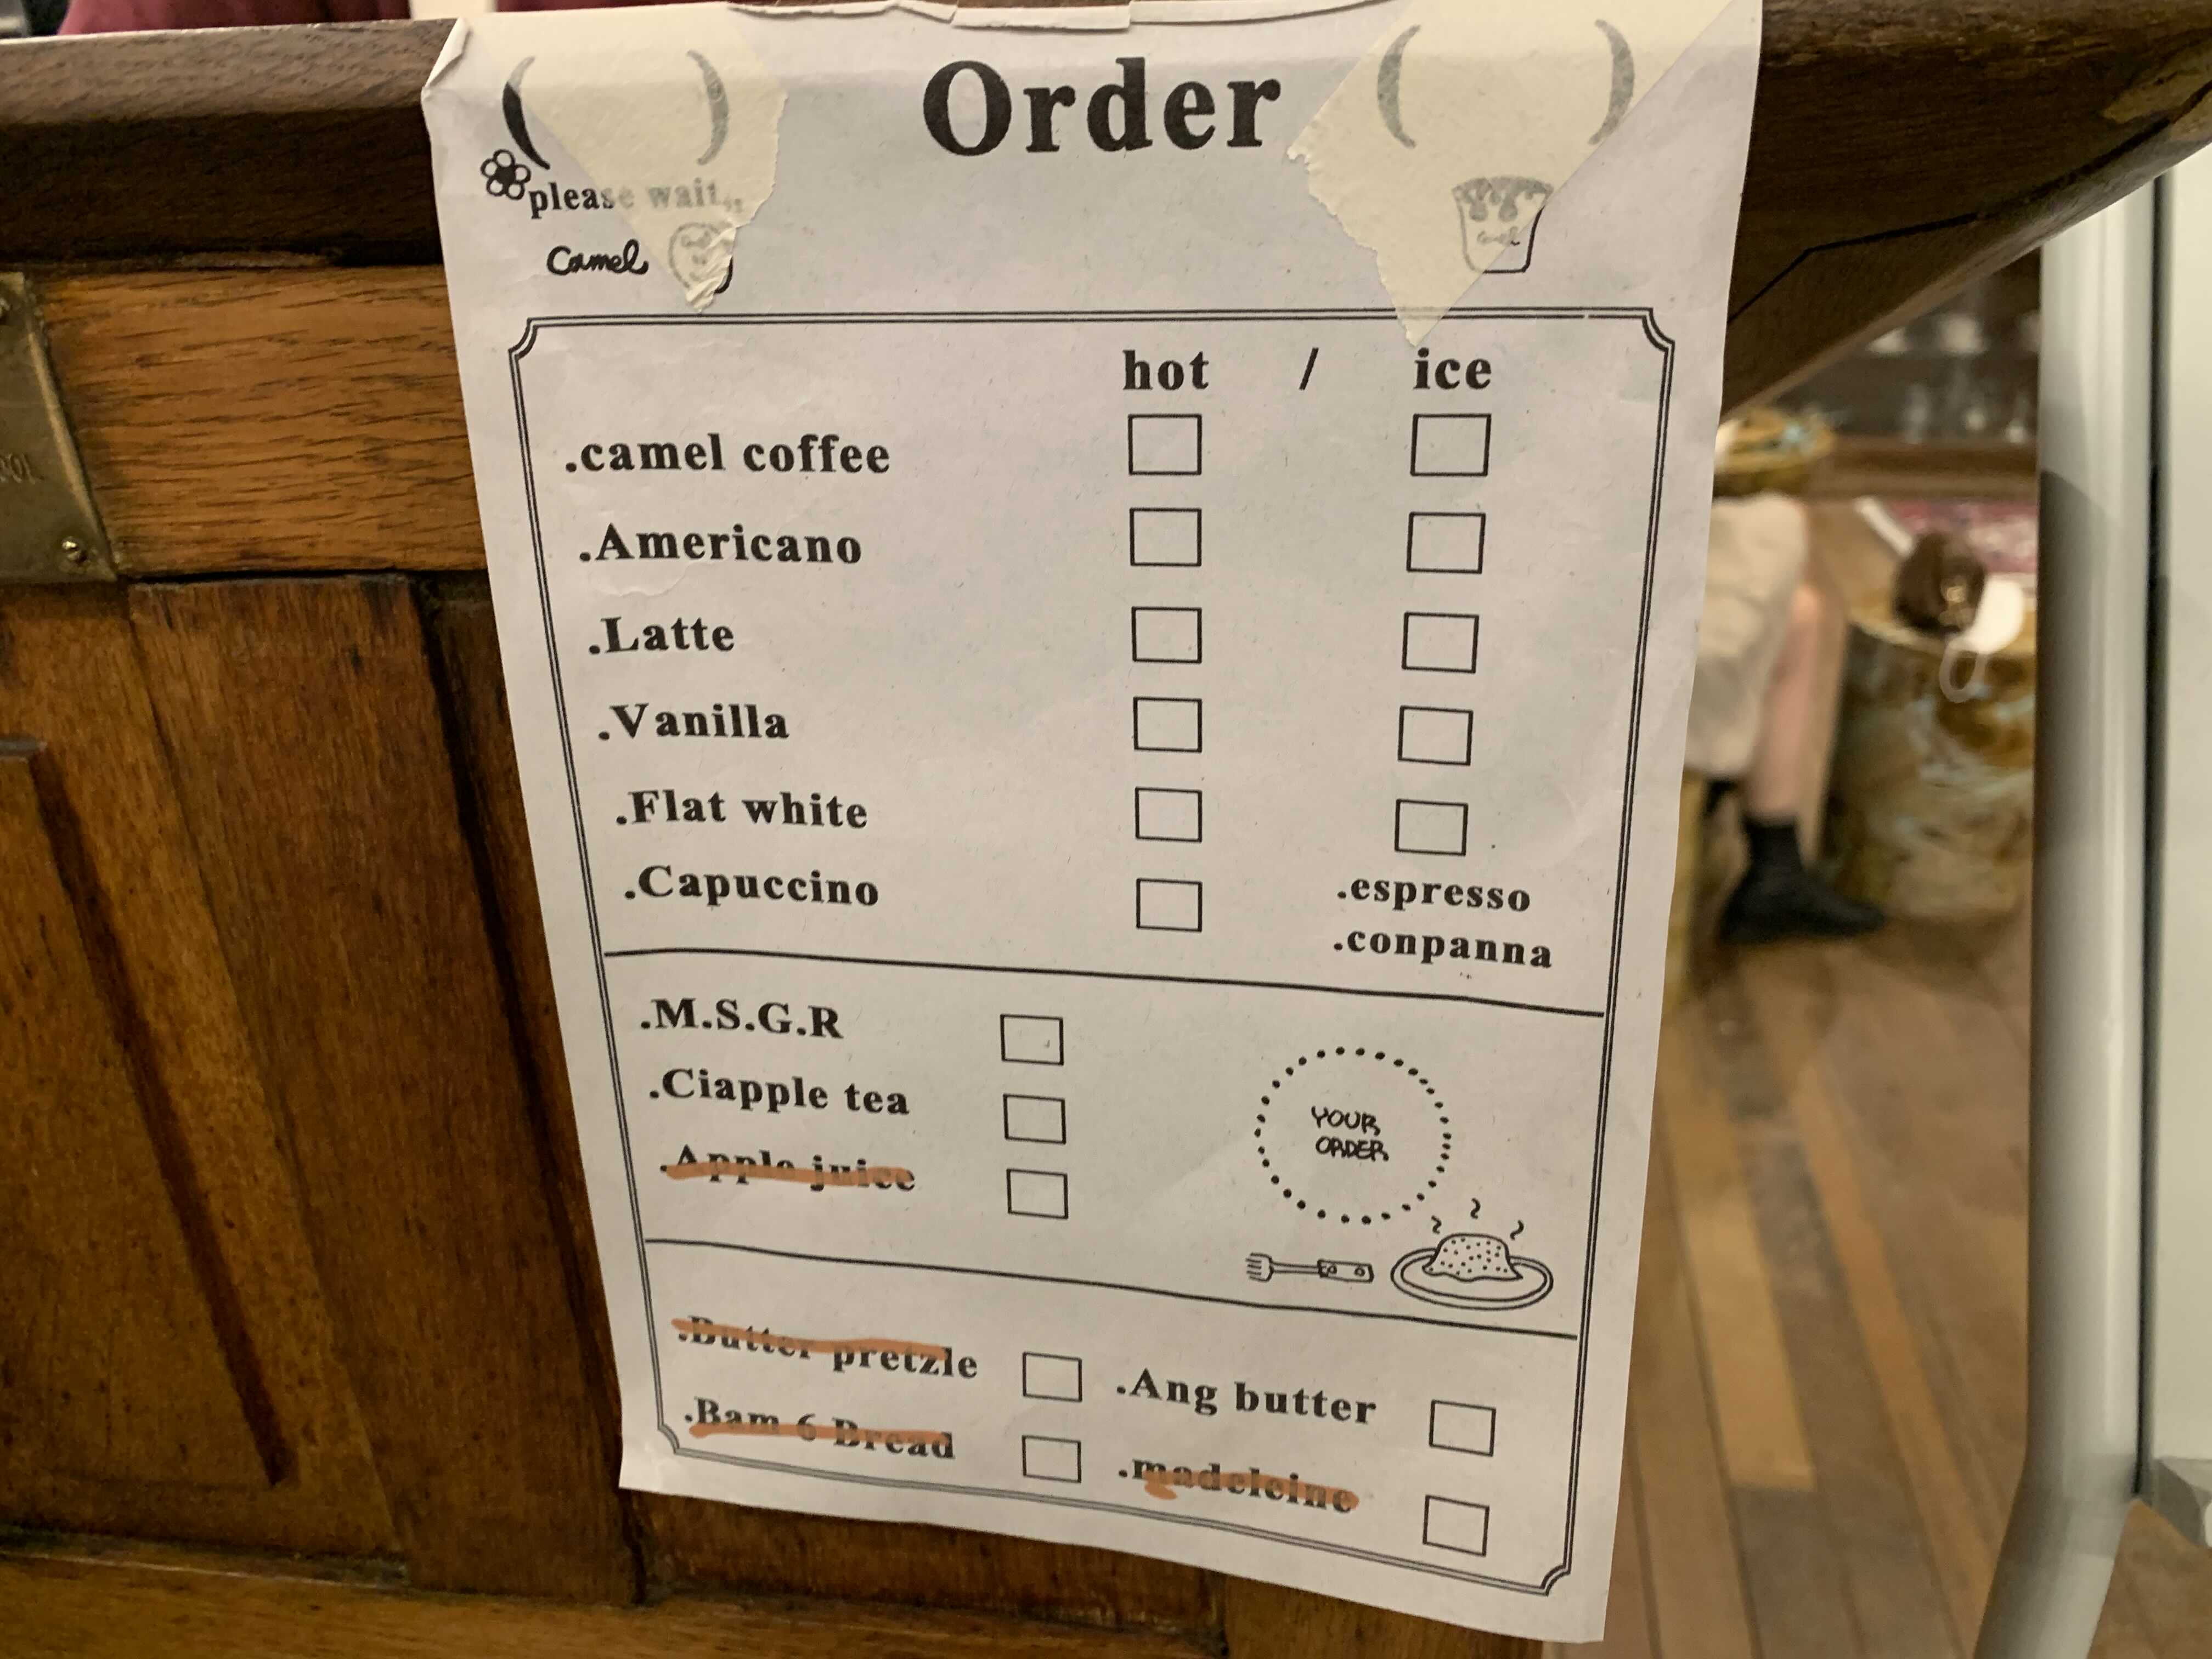 Order
( )
( )
please wait,,
Camel
Camel
hot / ice
.camel coffee
.Americano
.Latte
.Vanilla
.Flat white
.Capuccino
.espresso
.conpanna
.M.S.G.R
.Ciapple tea
.Apple juice
YOUR
ORDER
.Butter pretzle
.Ang butter
.Bam 6 Bread
.madeleine